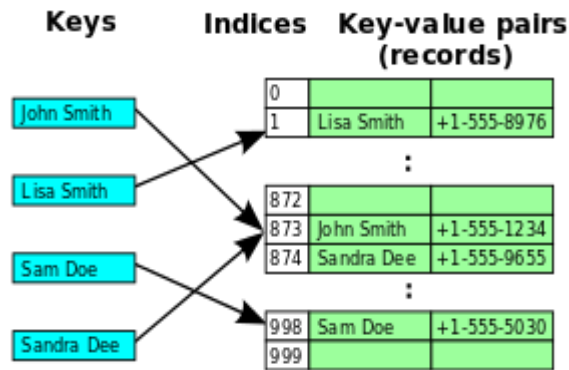 Keys
Indices
Key-value pairs
(records)
John Smith
Lisa Smith
Sam Doe
Sandra Dee
0
1 Lisa Smith +1-555-8976
:
872
873 John Smith +1-555-1234
874 Sandra Dee +1-555-9655
:
998 Sam Doe +1-555-5030
999